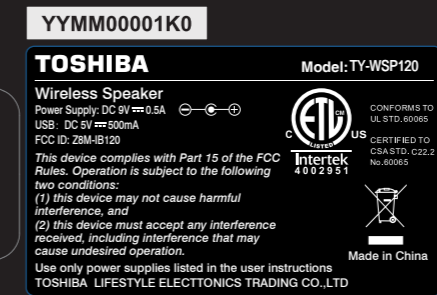 YYMM00001K0
TOSHIBA
Model: TY-WSP120
Wireless Speaker
Power Supply: DC 9V 0.5A
USB: DC 5V 500mA
FCC ID: Z8M-IB120
This device complies with Part 15 of the FCC
Rules. Operation is subject to the following
two conditions:
(1) this device may not cause harmful
interference, and
(2) this device must accept any interference
received, including interference that may
cause undesired operation.
Use only power supplies listed in the user instructions
TOSHIBA LIFESTYLE ELECTTONICS TRADING CO.,LTD
ETL CM
LISTED
C US
Intertek
4002951
CONFORMS TO
UL STD. 60065
CERTIFIED TO
CSA STD. C22.2
No.60065
Made in China